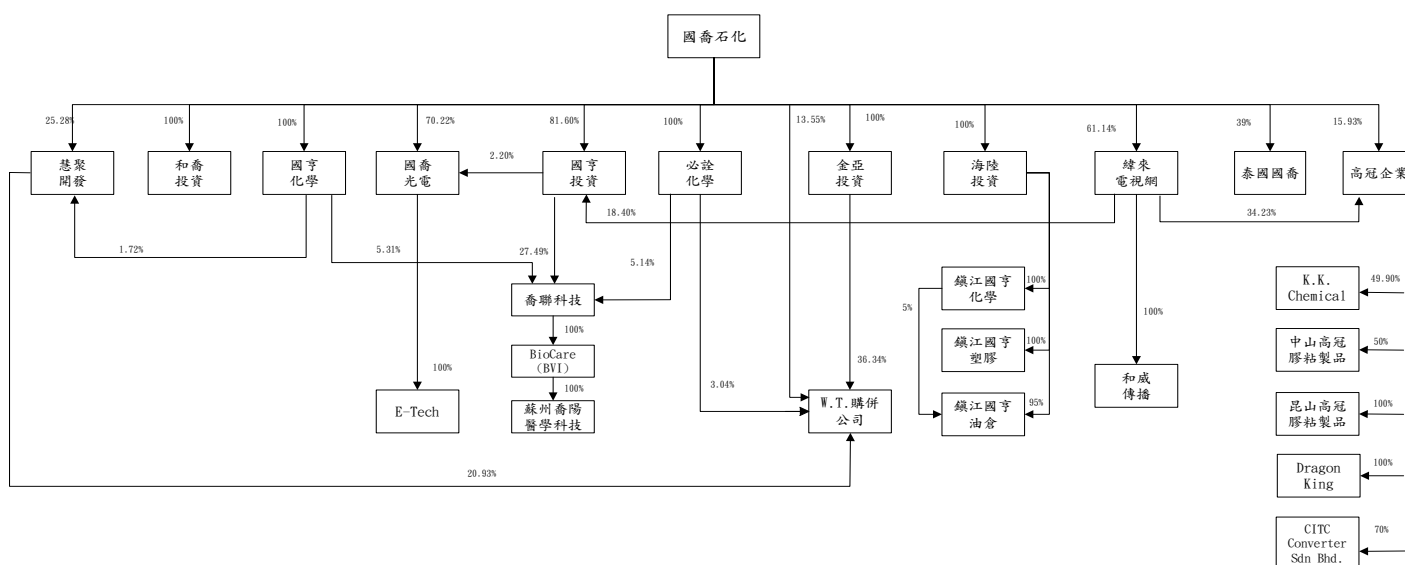 國喬石化
25.28%
100%
100%
70.22%
81.60%
100%
13.55%
100%
100%
61.14%
39%
15.93%
慧聚
開發
和喬
投資
國亨
化學
國喬
光電
2.20%
國亨
投資
必詮
化學
金亞
投資
海陸
投資
緯來
電視網
泰國國喬
高冠企業
18.40%
34.23%
1.72%
5.31%
27.49%
5.14%
喬聯科技
100%
BioCare
(BVI)
100%
蘇州喬陽
醫學科技
100%
E-Tech
3.04%
36.34%
W.T.購併
公司
20.93%
鎮江國亨
化學
100%
5%
鎮江國亨
塑膠
100%
鎮江國亨
油倉
95%
100%
和威
傳播
K.K.
Chemical
49.90%
中山高冠
膠粘製品
50%
昆山高冠
膠粘製品
100%
Dragon
King
100%
CITC
Converter
Sdn Bhd.
70%